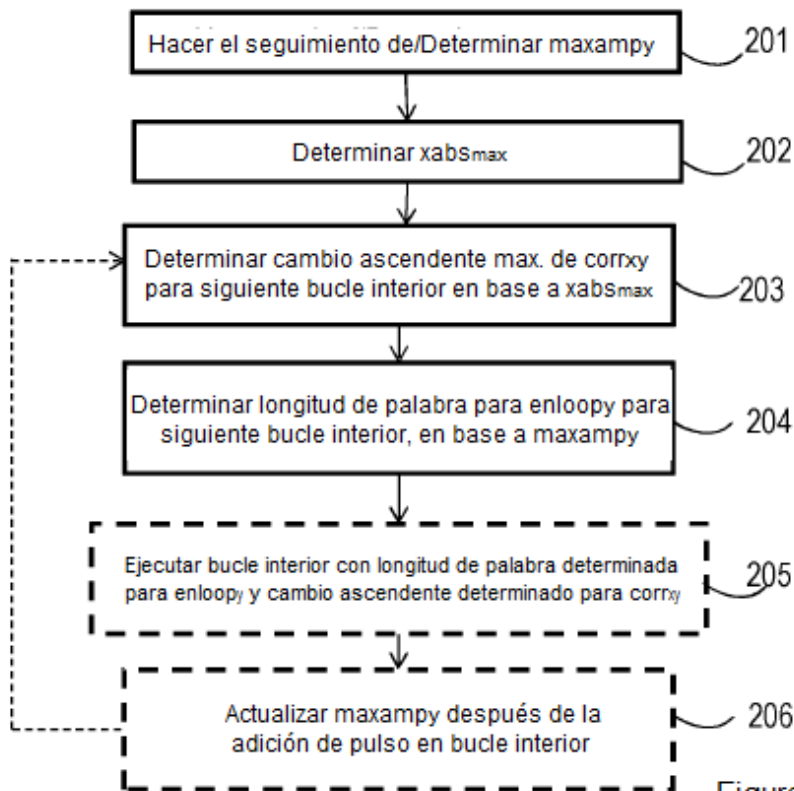 Hacer el seguimiento de/Determinar maxampy
201
Determinar xabsmax
202
Determinar cambio ascendente max. de corrxy
para siguiente bucle interior en base a xabsmax
203
Determinar longitud de palabra para enloopy para
siguiente bucle interior, en base a maxampy
204
Ejecutar bucle interior con longitud de palabra determinada
para enloopy y cambio ascendente determinado para corrxy
205
Actualizar maxampy después de la
adición de pulso en bucle interior
206